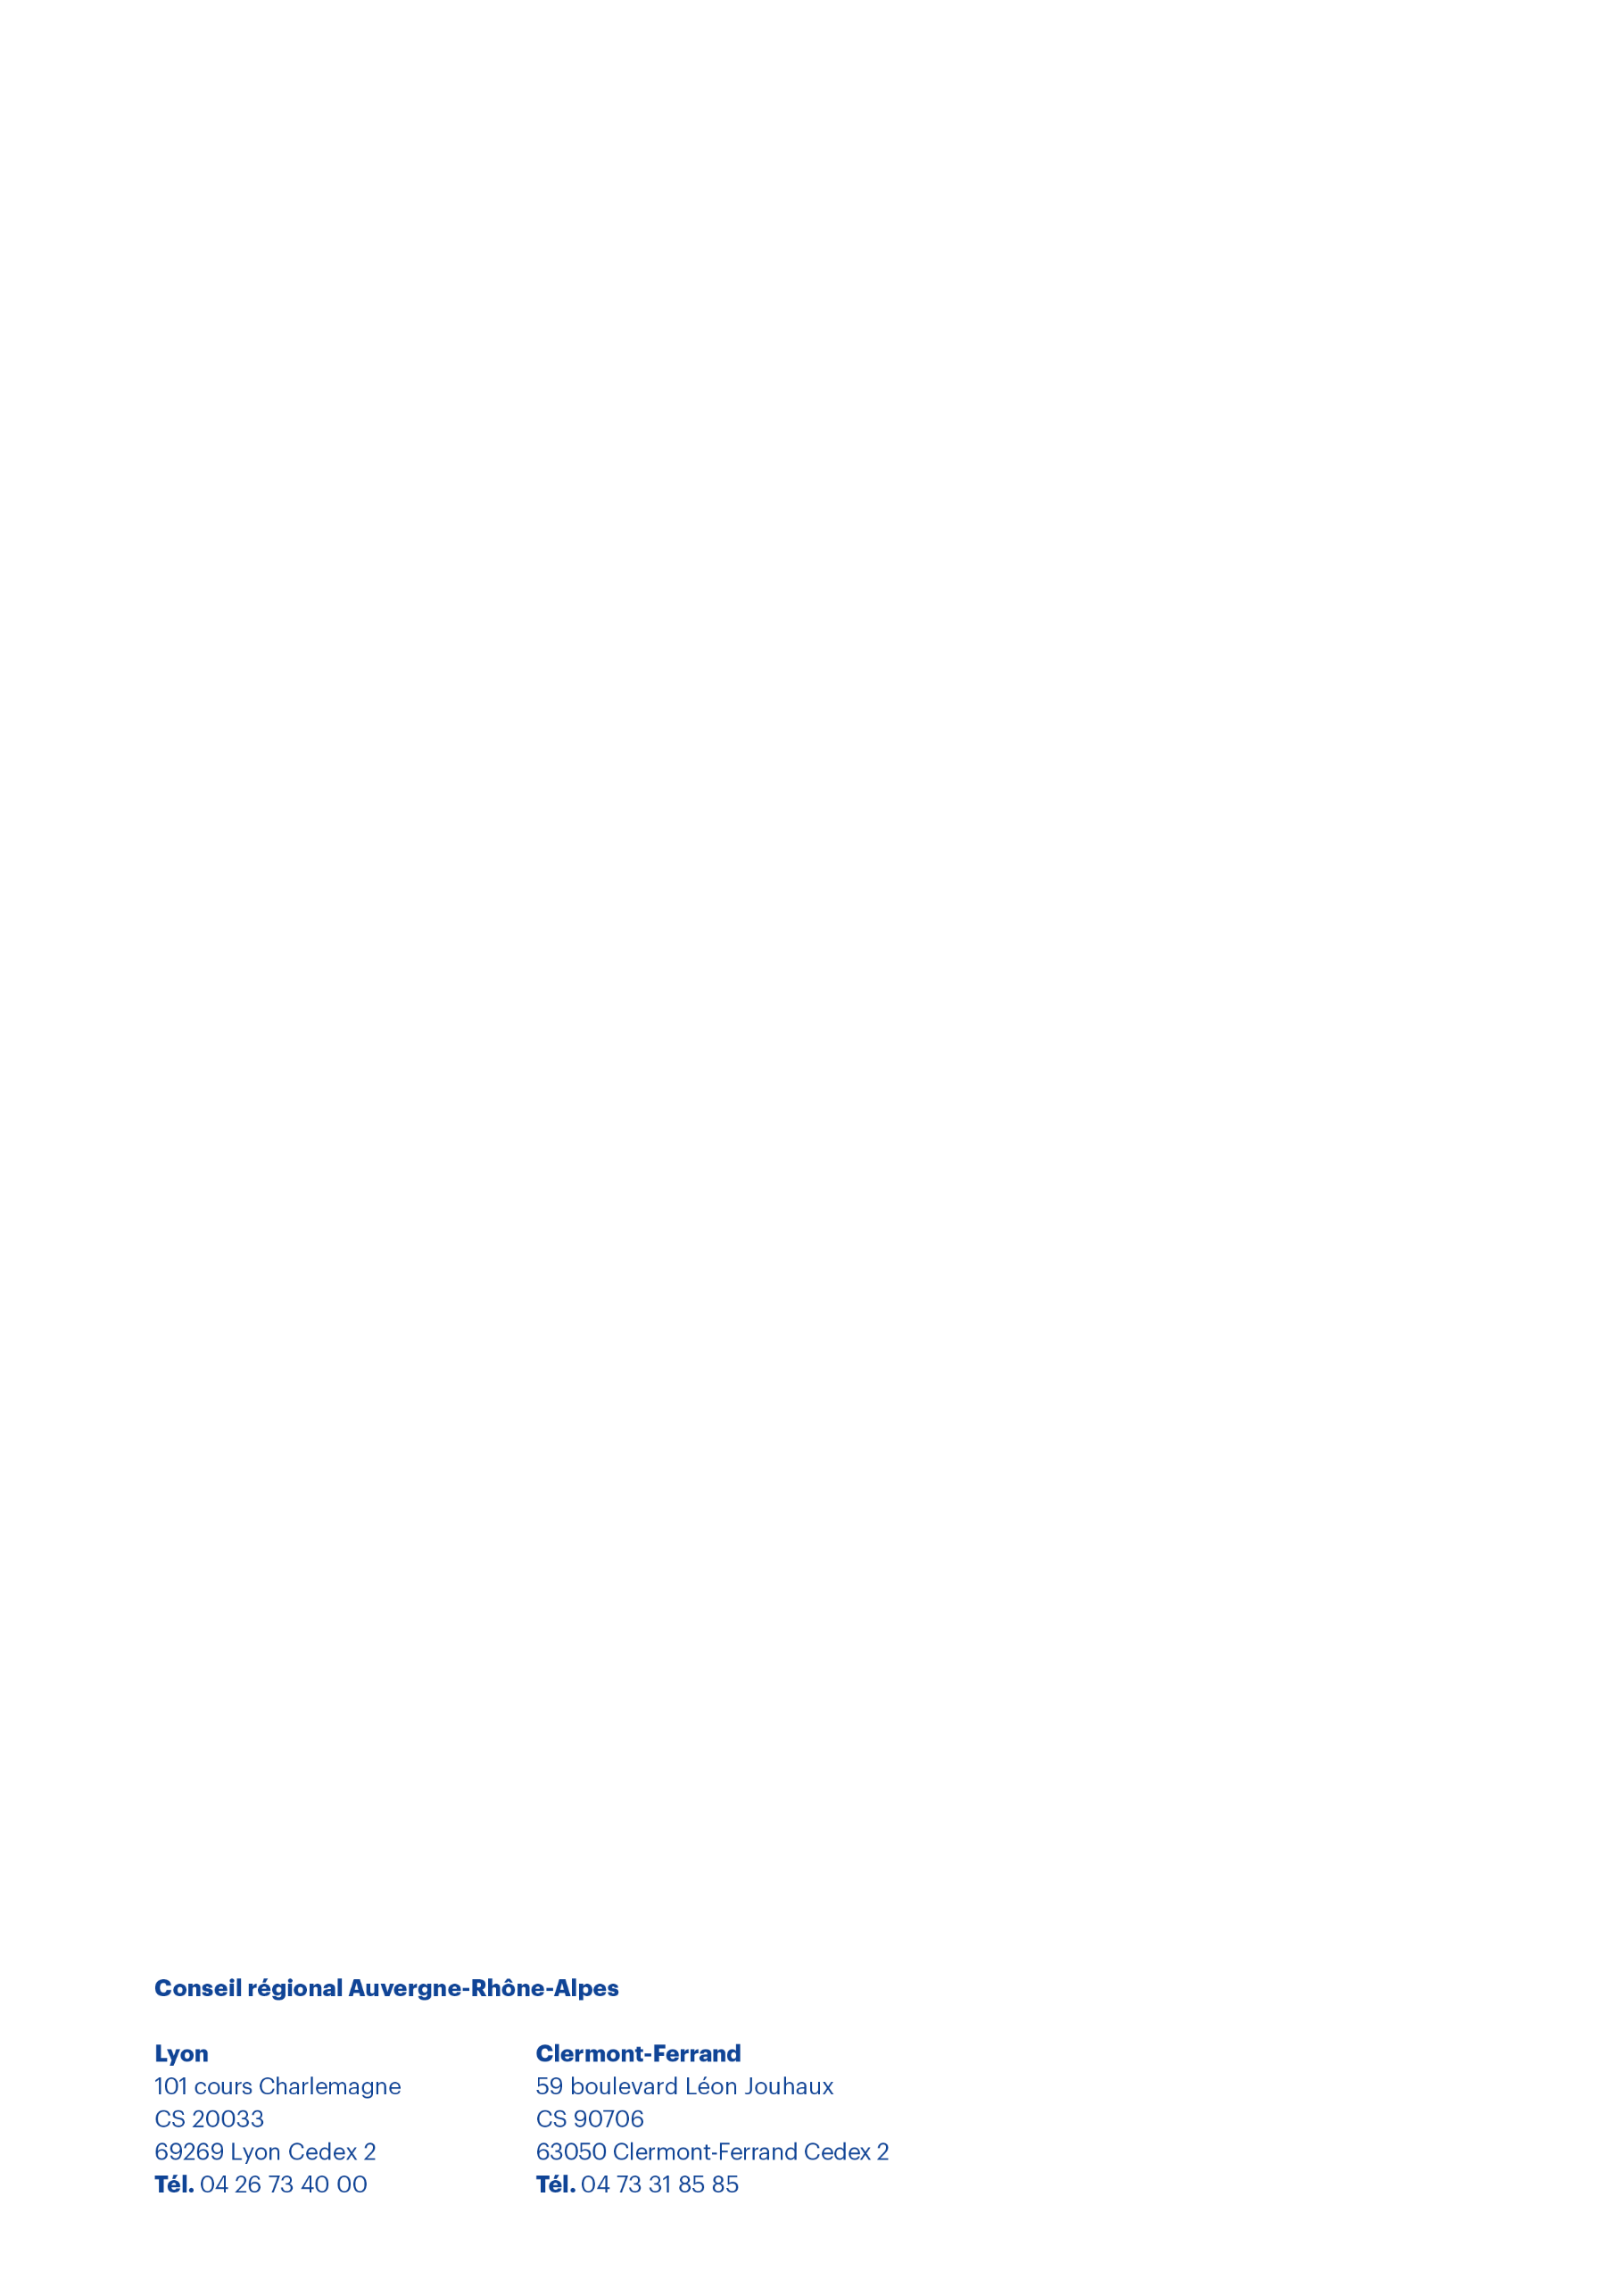 Conseil régional Auvergne-Rhône-Alpes
Lyon
101 cours Charlemagne
CS 20033
69269 Lyon Cedex 2
Tél. 04 26 73 40 00
Clermont-Ferrand
59 boulevard Léon Jouhaux
CS 90706
63050 Clermont-Ferrand Cedex 2
Tél. 04 73 31 85 85